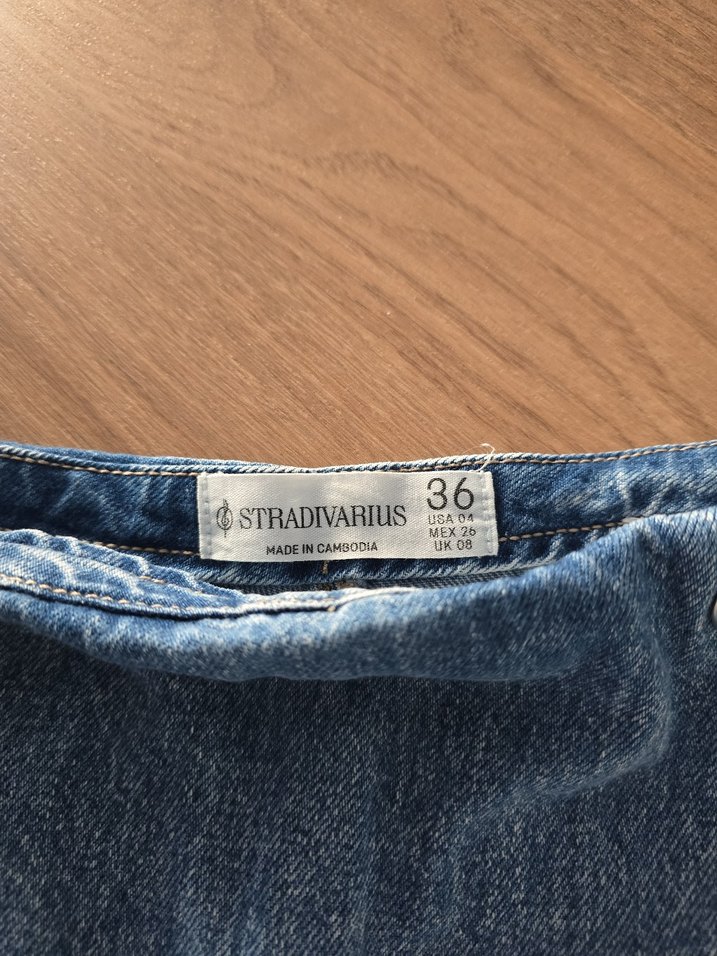 STRADIVARIUS
MADE IN CAMBODIA
36
USA 04
MEX 26
UK 08